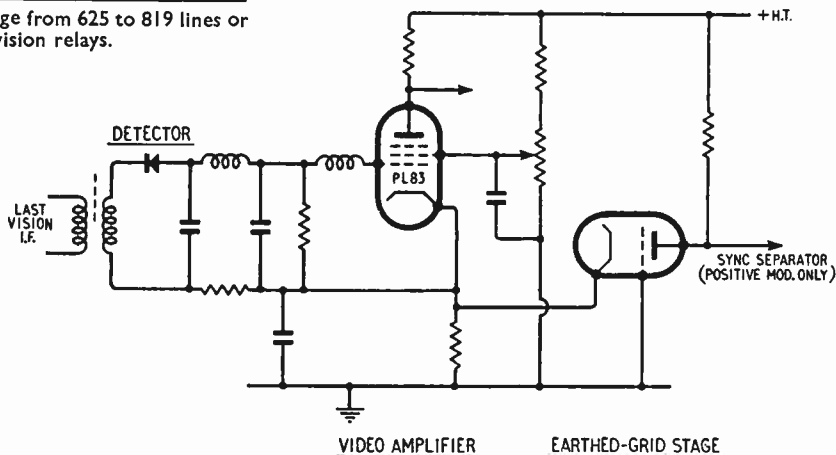 ge from 625 to 819 lines or
vision relays.
+ H.T.
DETECTOR
LAST
VISION
I.F.
PL83
SYNC SEPARATOR
(POSITIVE MOD. ONLY)
VIDEO AMPLIFIER
EARTHED-GRID STAGE